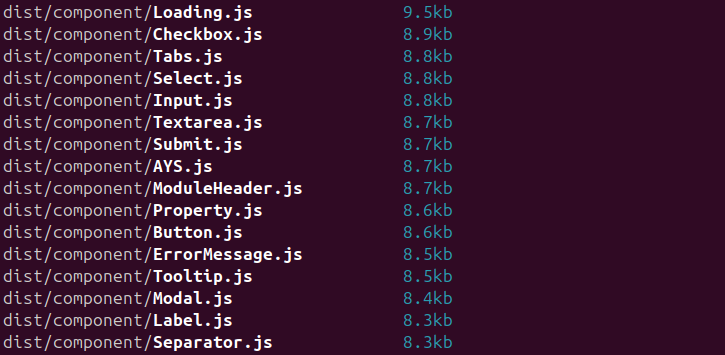 dist/component/Loading.js 9.5kb
dist/component/Checkbox.js 8.9kb
dist/component/Tabs.js 8.8kb
dist/component/Select.js 8.8kb
dist/component/Input.js 8.8kb
dist/component/Textarea.js 8.7kb
dist/component/Submit.js 8.7kb
dist/component/AYS.js 8.7kb
dist/component/ModuleHeader.js 8.7kb
dist/component/Property.js 8.6kb
dist/component/Button.js 8.6kb
dist/component/ErrorMessage.js 8.5kb
dist/component/Tooltip.js 8.5kb
dist/component/Modal.js 8.4kb
dist/component/Label.js 8.3kb
dist/component/Separator.js 8.3kb